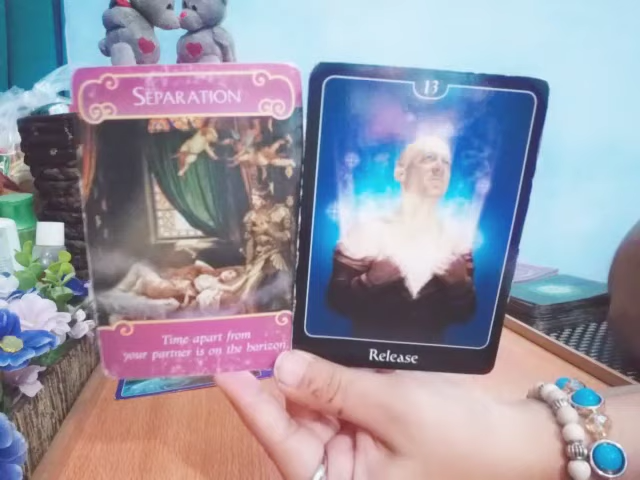 SEPARATION
Time apart from
your partner is on the horizon.
13
Release